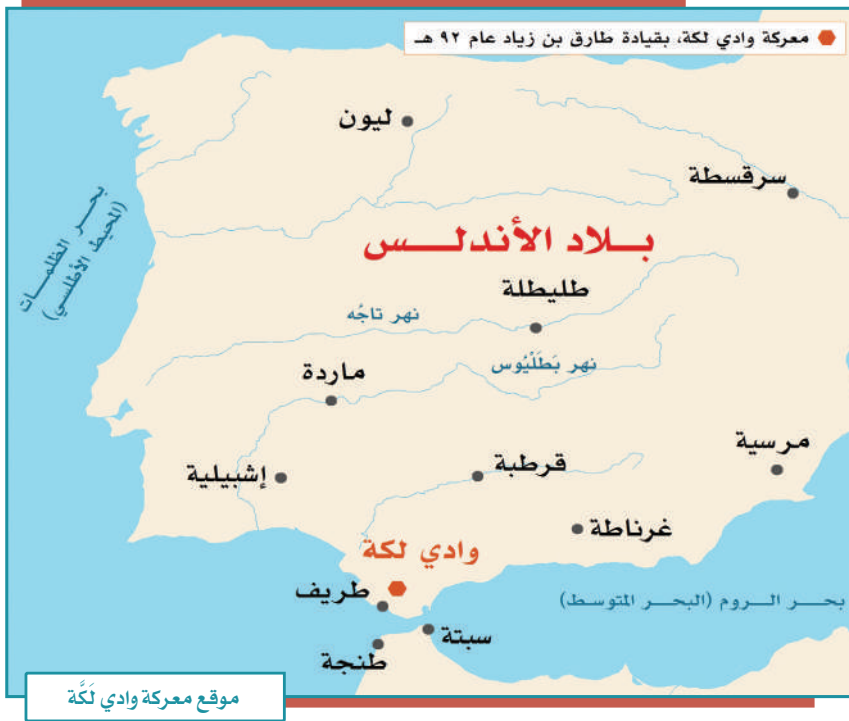 معركة وادي لكة، بقيادة طارق بن زياد عام ٩٢ هـ
ليون
سرقسطة
بحر الظلمات
(المحيط الأطلسي)
بلاد الأندلس
طليطلة
نهر تاجُه
نهر بَطَلْيُوس
ماردة
مرسية
قرطبة
إشبيلية
غرناطة
وادي لكة
طريف
بحر الروم (البحر المتوسط)
سبتة
طنجة
موقع معركة وادي لَكَّة